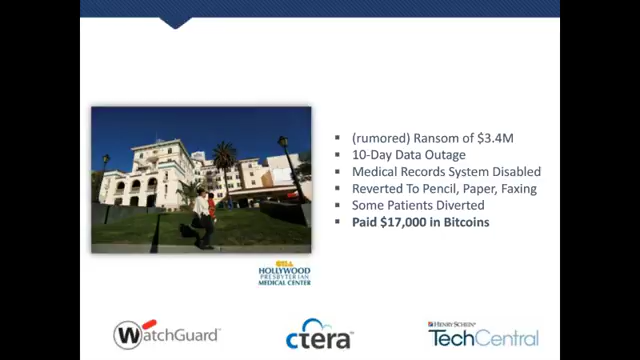 (rumored) Ransom of $3.4M
10-Day Data Outage
Medical Records System Disabled
Reverted To Pencil, Paper, Faxing
Some Patients Diverted
Paid $17,000 in Bitcoins
HOLLYWOOD
PRESBYTERIAN
MEDICAL CENTER
WatchGuard
ctera
HENRY SCHEIN
TechCentral